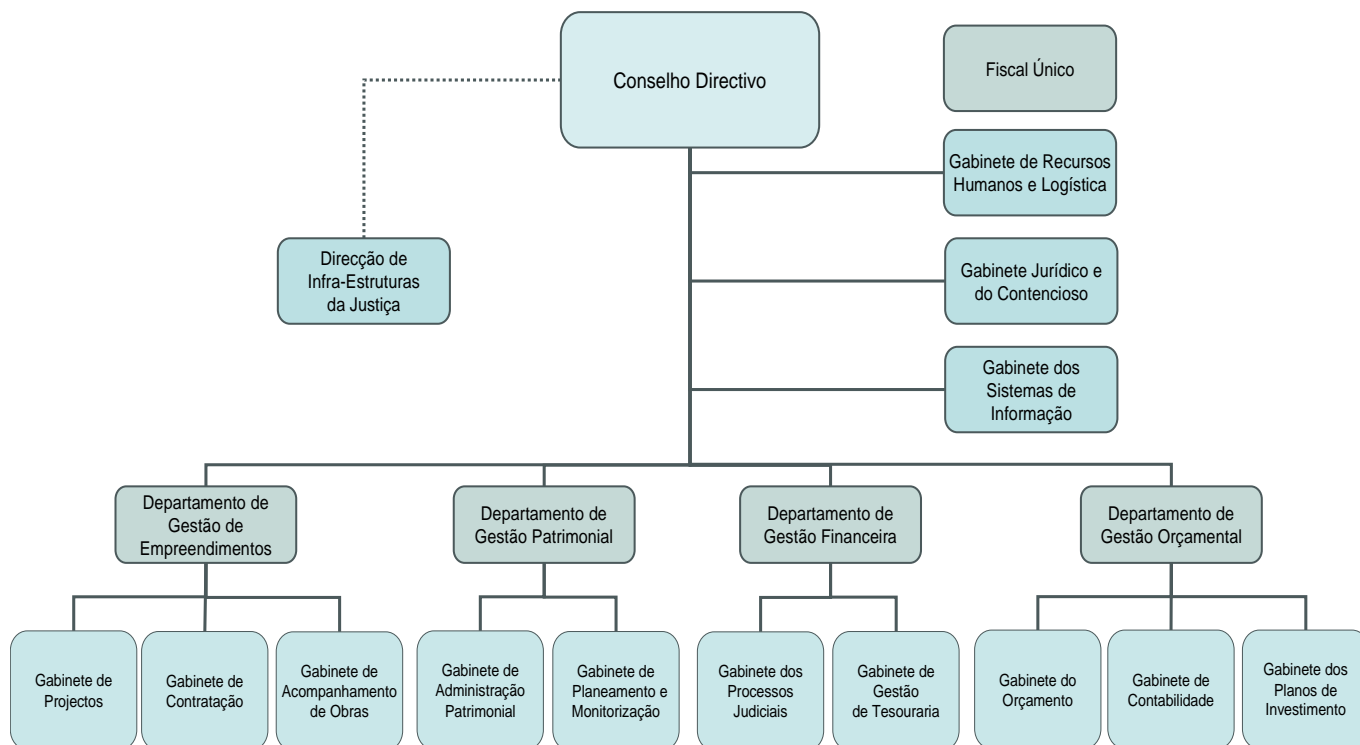 Conselho Directivo
Fiscal Único
Gabinete de Recursos
Humanos e Logística
Direcção de
Infra-Estruturas
da Justiça
Gabinete Jurídico e
do Contencioso
Gabinete dos
Sistemas de
Informação
Departamento de
Gestão de
Empreendimentos
Departamento de
Gestão Patrimonial
Departamento de
Gestão Financeira
Departamento de
Gestão Orçamental
Gabinete de
Projectos
Gabinete de
Contratação
Gabinete de
Acompanhamento
de Obras
Gabinete de
Administração
Patrimonial
Gabinete de
Planeamento e
Monitorização
Gabinete dos
Processos
Judiciais
Gabinete de
Gestão
de Tesouraria
Gabinete do
Orçamento
Gabinete de
Contabilidade
Gabinete dos
Planos de
Investimento